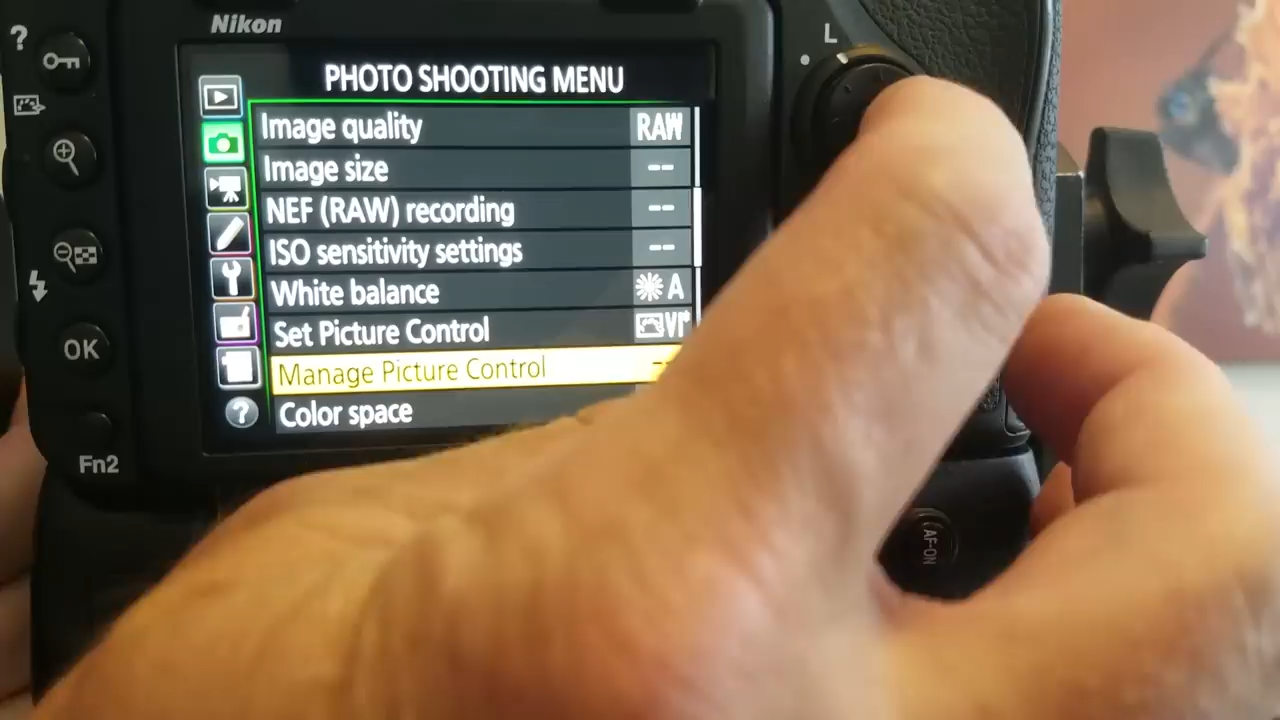 Nikon
L
?
PHOTO SHOOTING MENU
Image quality RAW
Image size --
NEF (RAW) recording --
ISO sensitivity settings --
White balance A
Set Picture Control VI
Manage Picture Control --
Color space
?
OK
Fn2
AF-ON